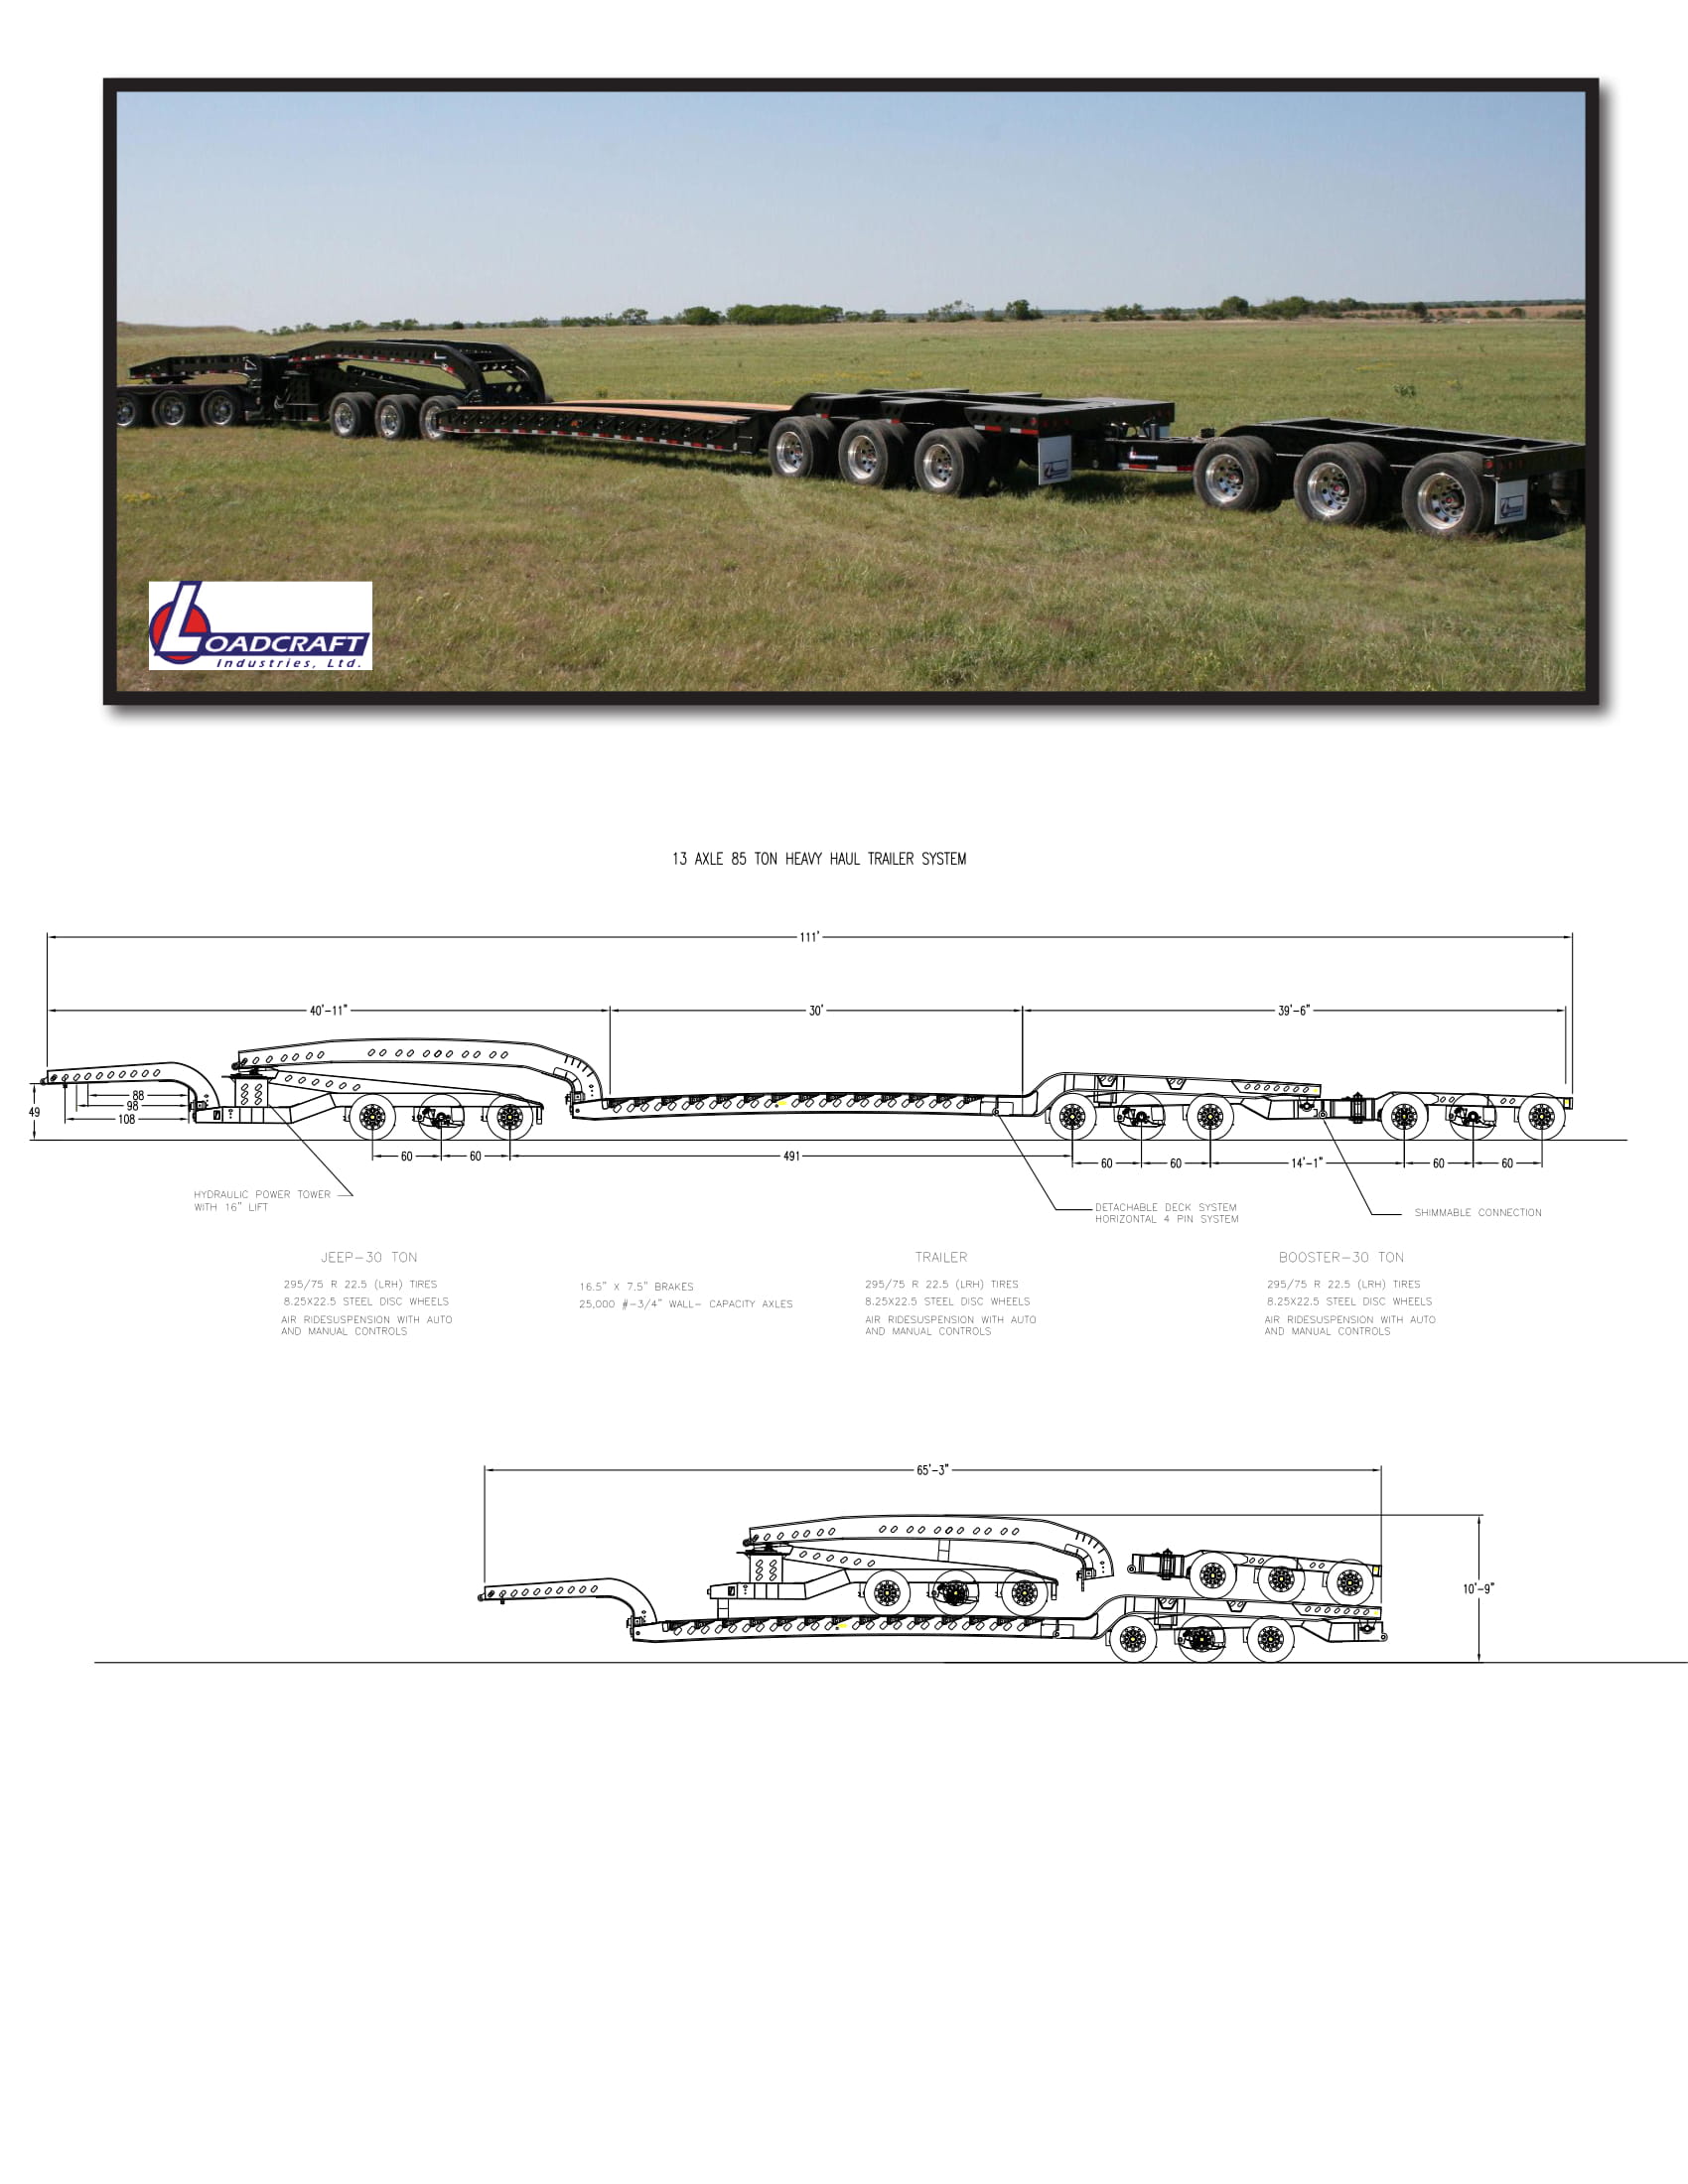 LOADCRAFT
Industries, Ltd.
13 AXLE 85 TON HEAVY HAUL TRAILER SYSTEM
111'
40'-11"
30'
39'-6"
49
88
98
108
60
60
491
60
60
14'-1"
60
60
HYDRAULIC POWER TOWER
WITH 16" LIFT
DETACHABLE DECK SYSTEM
HORIZONTAL 4 PIN SYSTEM
SHIMMABLE CONNECTION
JEEP-30 TON
295/75 R 22.5 (LRH) TIRES
8.25X22.5 STEEL DISC WHEELS
AIR RIDESUSPENSION WITH AUTO
AND MANUAL CONTROLS
16.5" X 7.5" BRAKES
25,000 #-3/4" WALL- CAPACITY AXLES
TRAILER
295/75 R 22.5 (LRH) TIRES
8.25X22.5 STEEL DISC WHEELS
AIR RIDESUSPENSION WITH AUTO
AND MANUAL CONTROLS
BOOSTER-30 TON
295/75 R 22.5 (LRH) TIRES
8.25X22.5 STEEL DISC WHEELS
AIR RIDESUSPENSION WITH AUTO
AND MANUAL CONTROLS
65'-3"
10'-9"